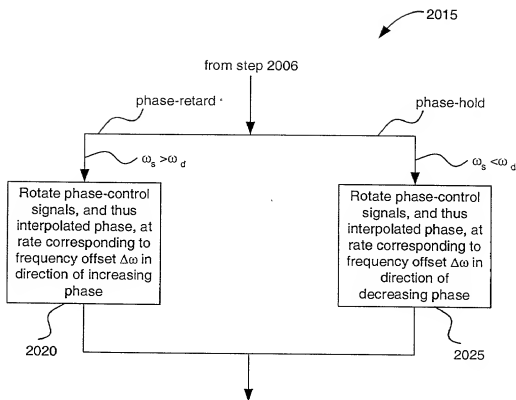 2015
from step 2006
phase-retard
phase-hold
ωs >ωd
ωs <ωd
Rotate phase-control
signals, and thus
interpolated phase, at
rate corresponding to
frequency offset Δω in
direction of increasing
phase
Rotate phase-control
signals, and thus
interpolated phase, at
rate corresponding to
frequency offset Δω in
direction of
decreasing phase
2020
2025